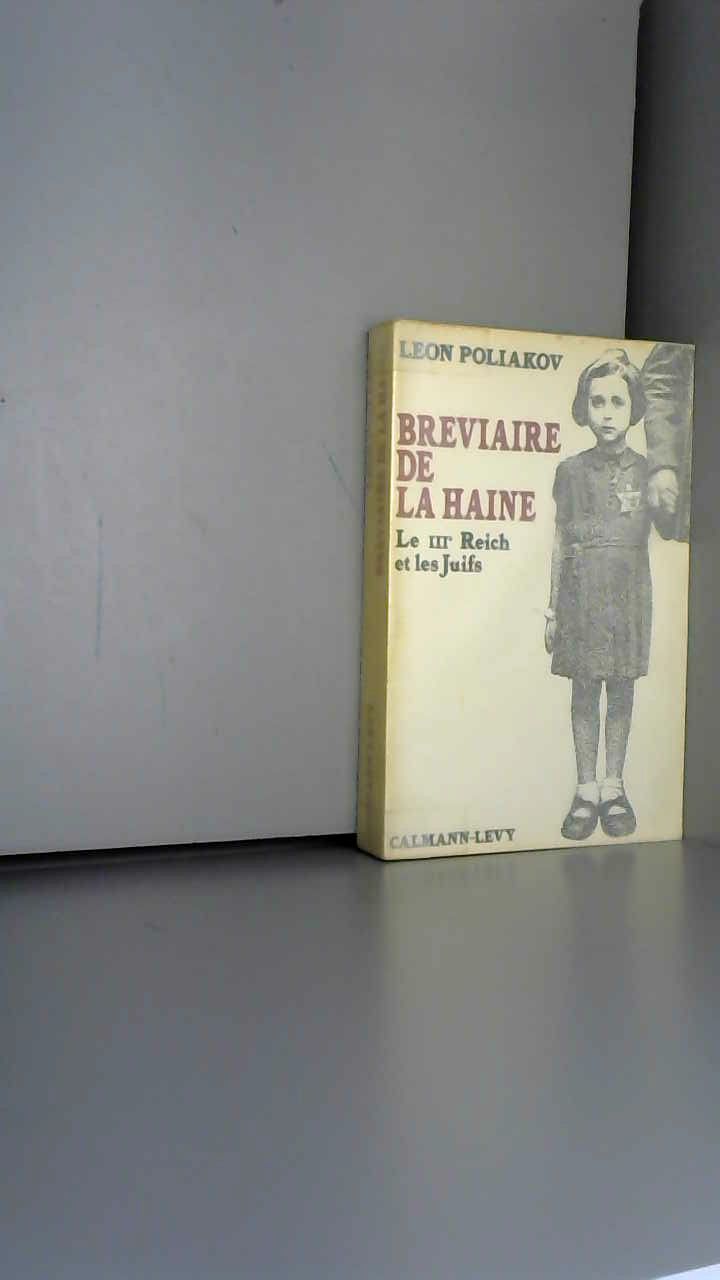 LEON POLIAKOV
BREVIAIRE
DE
LA HAINE
Le IIIe Reich
et les Juifs
CALMANN-LEVY